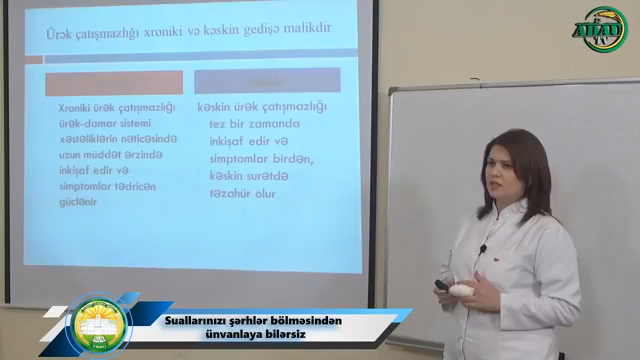 Ürək çatışmazlığı xroniki və kəskin gedişə malikdir
Xroniki ürək çatışmazlığı
ürək-damar sistemi
xəstəliklərin nəticəsində
uzun müddət ərzində
inkişaf edir və
simptomlar tədricən
güclənir
kəskin ürək çatışmazlığı
tez bir zamanda
inkişaf edir və
simptomlar birdən,
kəskin surətdə
təzahür olur
ADAU
TV
Suallarınızı şərhlər bölməsindən
ünvanlaya bilərsiz